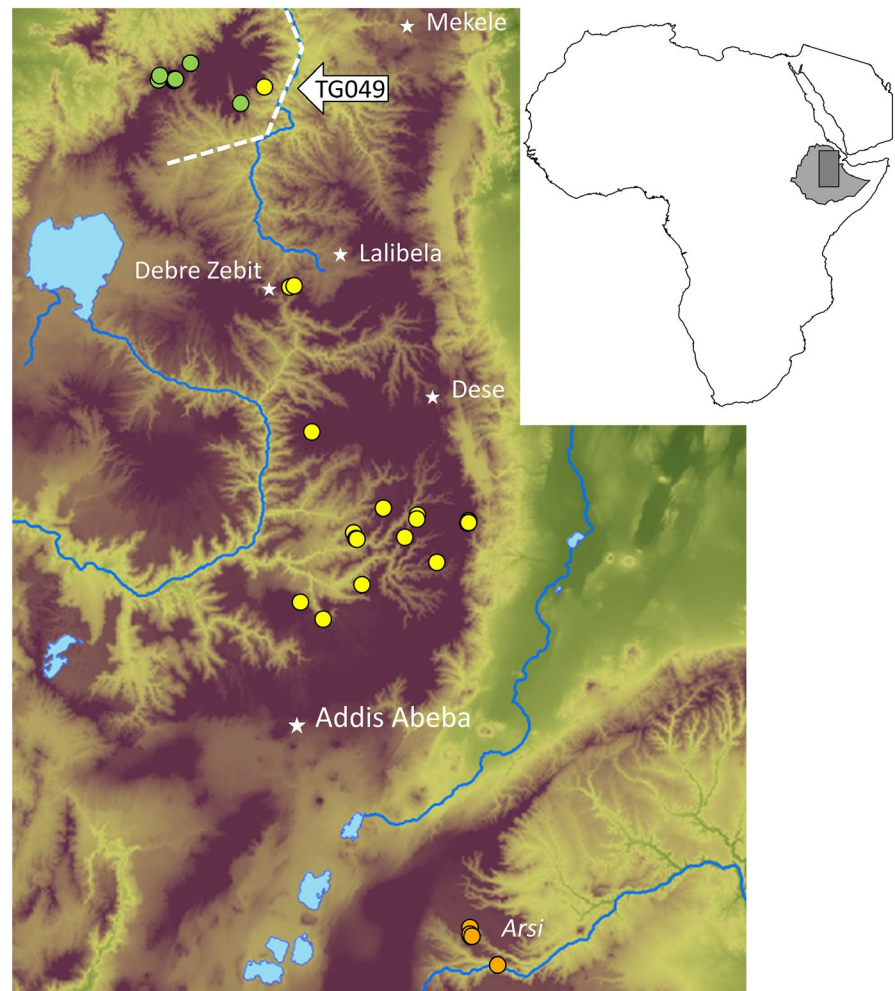 Mekele
TG049
Lalibela
Debre Zebit
Dese
Addis Abeba
Arsi